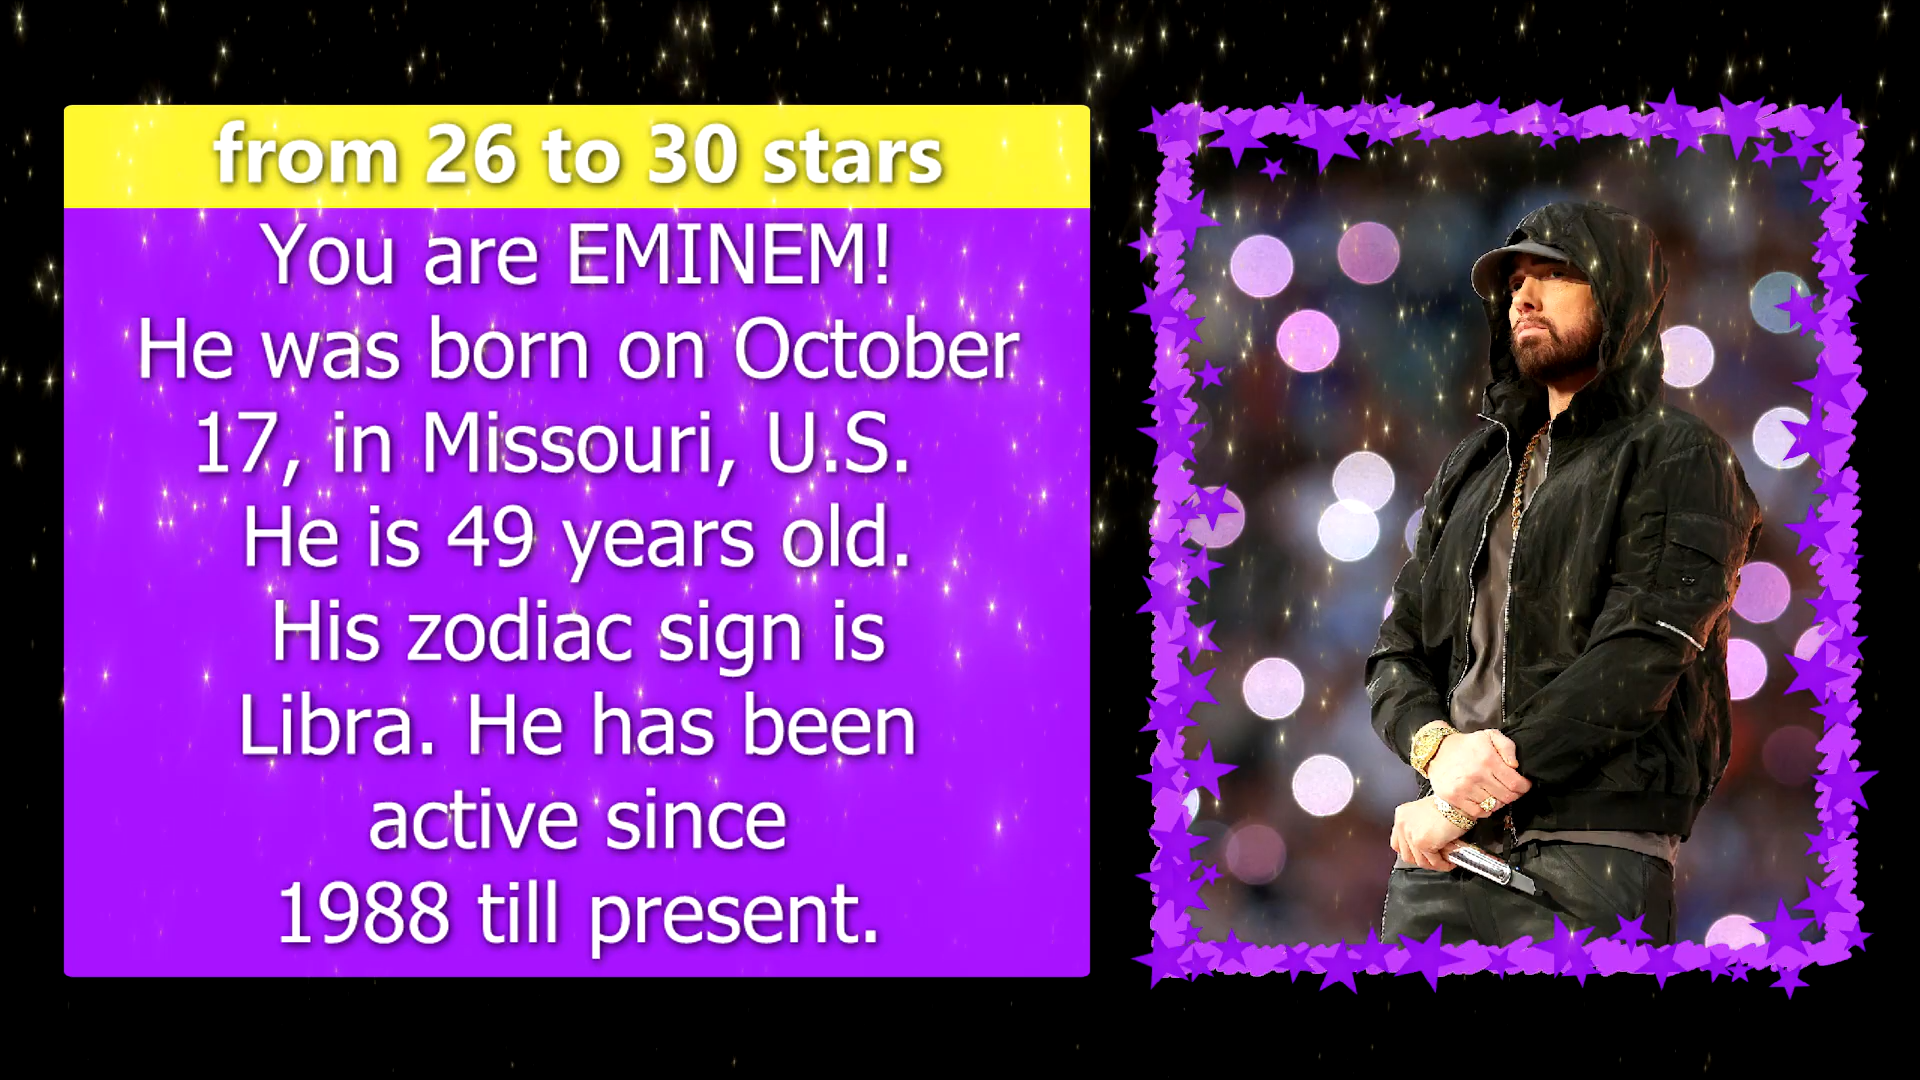 from 26 to 30 stars
You are EMINEM!
He was born on October
17, in Missouri, U.S.
He is 49 years old.
His zodiac sign is
Libra. He has been
active since
1988 till present.